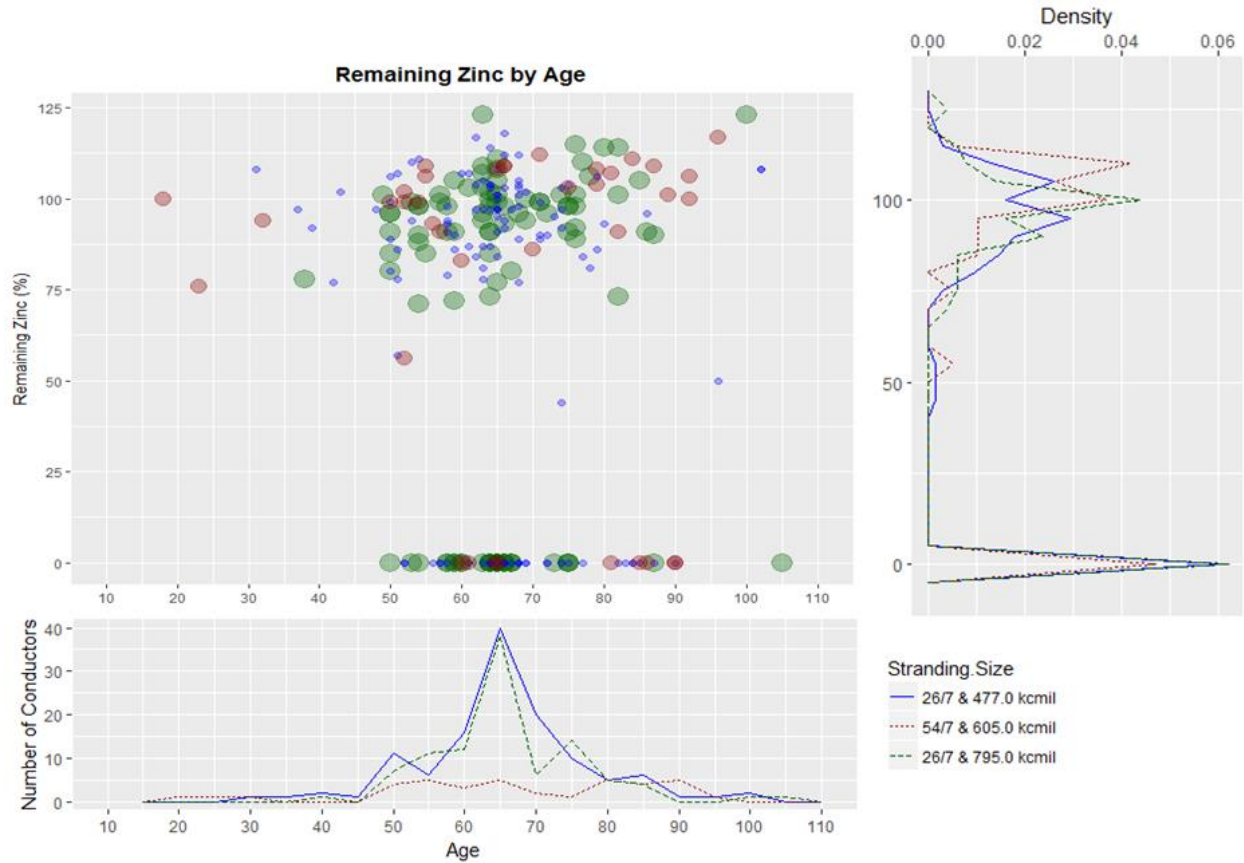 Density
0.00 0.02 0.04 0.06
Remaining Zinc by Age
125
100
75
50
25
0
Remaining Zinc (%)
10 20 30 40 50 60 70 80 90 100 110
100
50
0
40
30
20
10
0
Number of Conductors
10 20 30 40 50 60 70 80 90 100 110
Age
Stranding.Size
26/7 & 477.0 kcmil
54/7 & 605.0 kcmil
26/7 & 795.0 kcmil